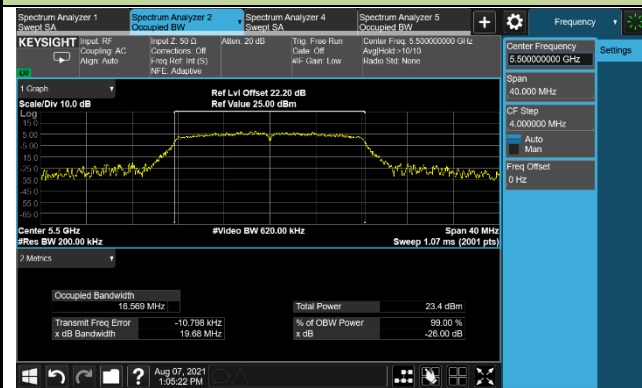 Spectrum Analyzer 1
Swept SA
Spectrum Analyzer 2
Occupied BW
Spectrum Analyzer 4
Swept SA
Spectrum Analyzer 5
Occupied BW
+
Frequency
KEYSIGHT
Input: RF
Coupling: AC
Align: Auto
Input Z: 50 Ω
Corrections: Off
Freq Ref: Int (S)
NFE: Adaptive
Atten: 20 dB
Trig: Free Run
Gate: Off
#IF Gain: Low
Center Freq: 5.500000000 GHz
Avg|Hold:>10/10
Radio Std: None
Center Frequency
5.500000000 GHz
Settings
Span
40.000 MHz
CF Step
4.000000 MHz
Auto
Man
Freq Offset
0 Hz
1 Graph
Scale/Div 10.0 dB
Ref Lvl Offset 22.20 dB
Ref Value 25.00 dBm
Log
15.0
5.00
-5.00
-15.0
-25.0
-35.0
-45.0
-55.0
-65.0
Center 5.5 GHz
#Res BW 200.00 kHz
#Video BW 620.00 kHz
Span 40 MHz
Sweep 1.07 ms (2001 pts)
2 Metrics
Occupied Bandwidth
16.569 MHz
Total Power 23.4 dBm
Transmit Freq Error -10.798 kHz
% of OBW Power 99.00 %
x dB Bandwidth 19.68 MHz
x dB -26.00 dB
?
Aug 07, 2021
1:05:22 PM